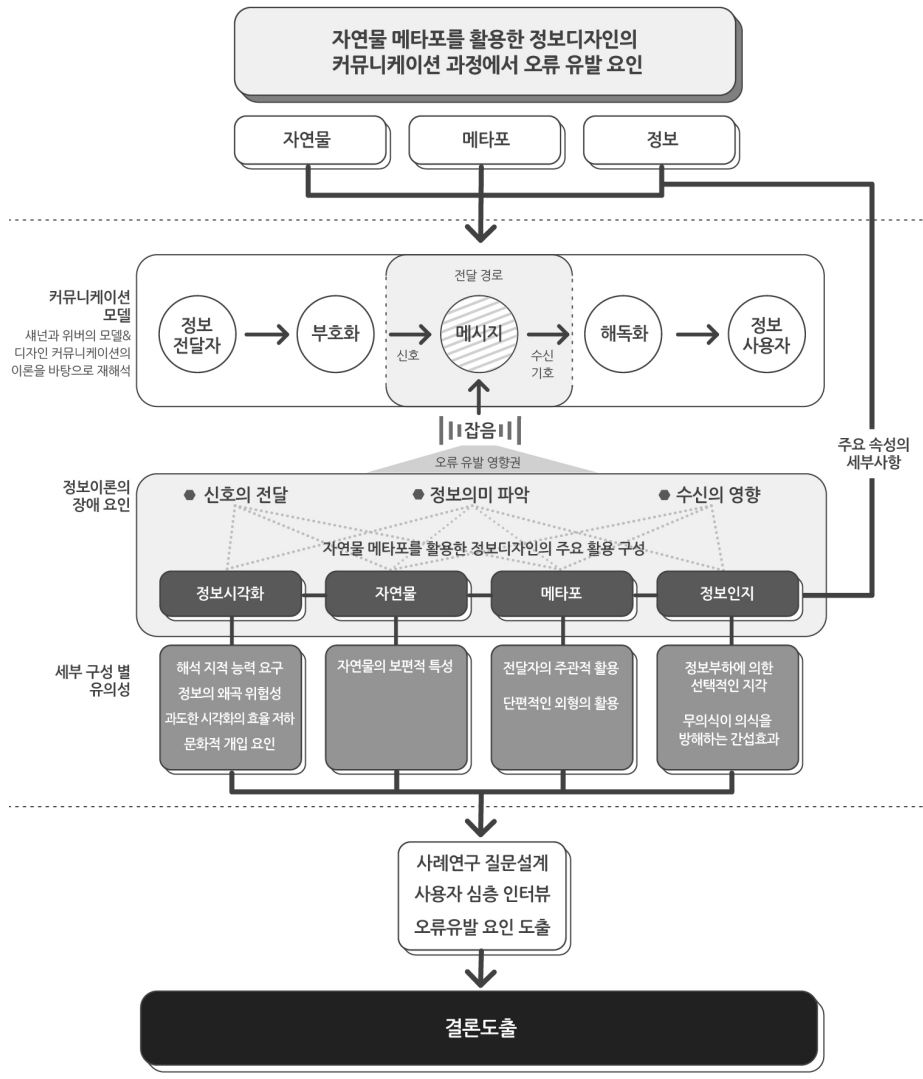 자연물 메타포를 활용한 정보디자인의
커뮤니케이션 과정에서 오류 유발 요인
자연물
메타포
정보
커뮤니케이션
모델
섀넌과 위버의 모델&
디자인 커뮤니케이션의
이론을 바탕으로 재해석
전달 경로
정보
전달자
부호화
신호
메시지
수신
기호
해독화
정보
사용자
잡음
오류 유발 영향권
주요 속성의
세부사항
정보이론의
장애 요인
신호의 전달
정보의미 파악
수신의 영향
자연물 메타포를 활용한 정보디자인의 주요 활용 구성
정보시각화
자연물
메타포
정보인지
세부 구성 별
유의성
해석 지적 능력 요구
정보의 왜곡 위험성
과도한 시각화의 효율 저하
문화적 개입 요인
자연물의 보편적 특성
전달자의 주관적 활용
단편적인 외형의 활용
정보부하에 의한
선택적인 지각
무의식이 의식을
방해하는 간섭효과
사례연구 질문설계
사용자 심층 인터뷰
오류유발 요인 도출
결론도출